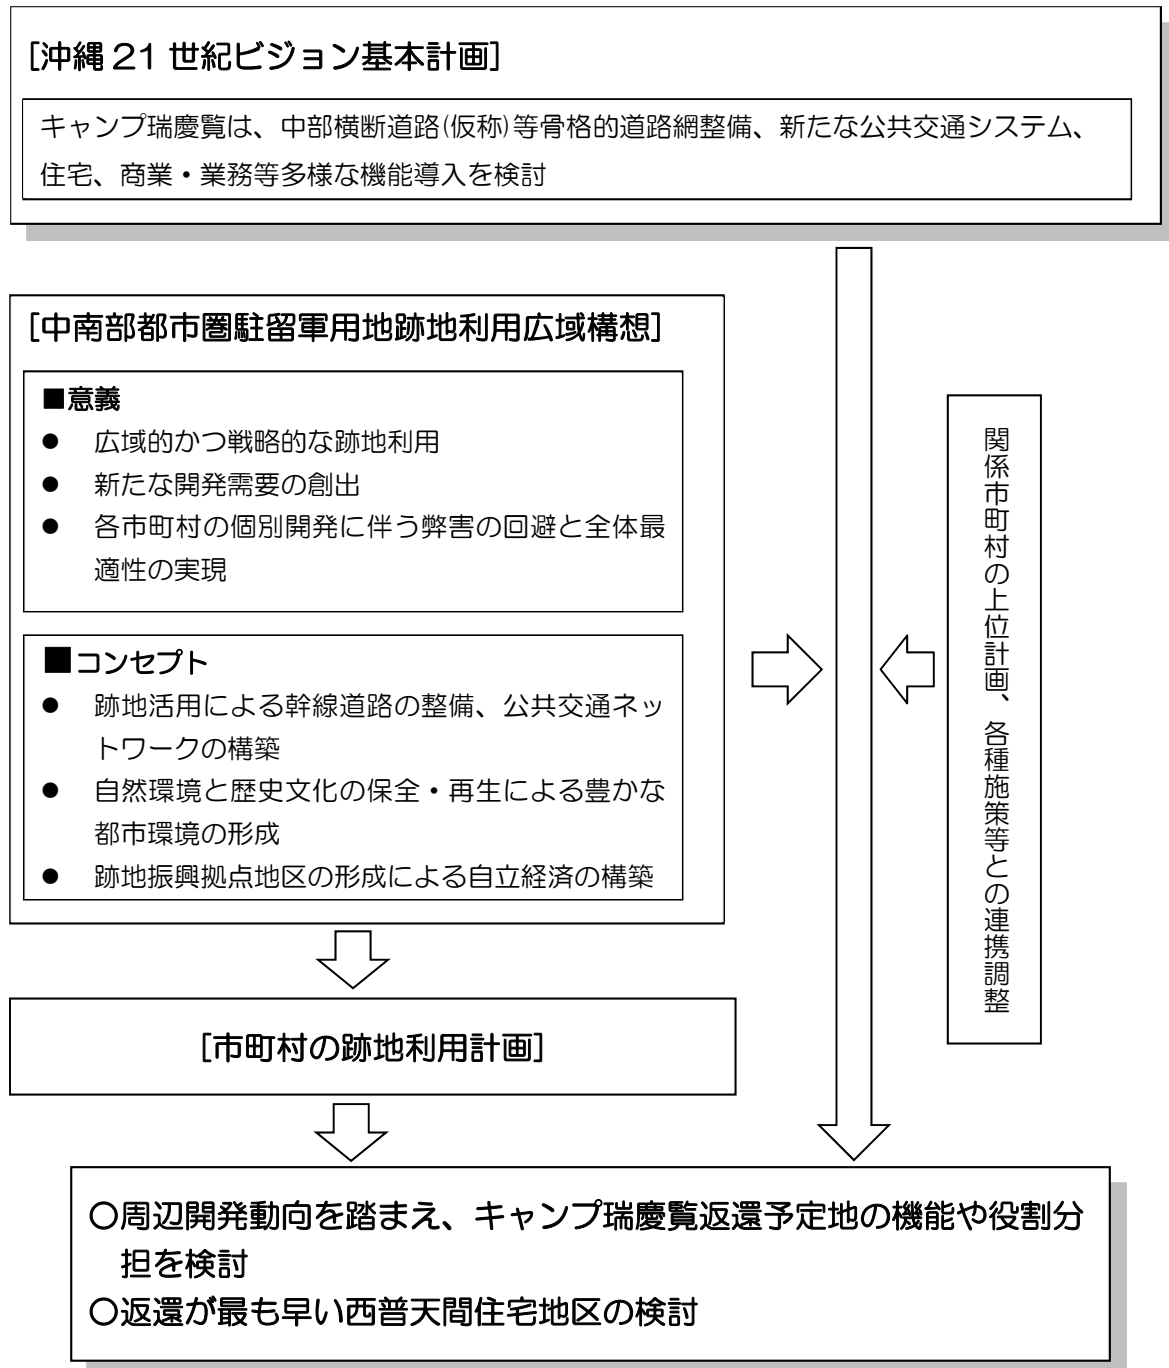 [沖縄 21 世紀ビジョン基本計画]
キャンプ瑞慶覧は、中部横断道路(仮称)等骨格的道路網整備、新たな公共交通システム、
住宅、商業・業務等多様な機能導入を検討
[中南部都市圏駐留軍用地跡地利用広域構想]
■意義
● 広域的かつ戦略的な跡地利用
● 新たな開発需要の創出
● 各市町村の個別開発に伴う弊害の回避と全体最
適性の実現
■コンセプト
● 跡地活用による幹線道路の整備、公共交通ネッ
トワークの構築
● 自然環境と歴史文化の保全・再生による豊かな
都市環境の形成
● 跡地振興拠点地区の形成による自立経済の構築
関係市町村の上位計画、各種施策等との連携調整
[市町村の跡地利用計画]
○周辺開発動向を踏まえ、キャンプ瑞慶覧返還予定地の機能や役割分
担を検討
○返還が最も早い西普天間住宅地区の検討